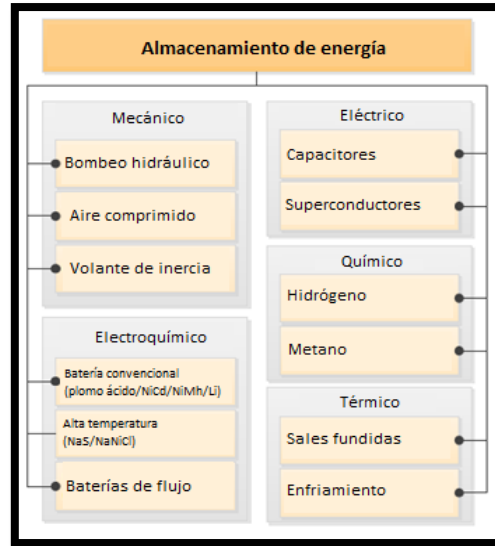 Almacenamiento de energía
Mecánico
Bombeo hidráulico
Aire comprimido
Volante de inercia
Electroquímico
Batería convencional
(plomo ácido/NiCd/NiMh/Li)
Alta temperatura
(NaS/NaNiCl)
Baterías de flujo
Eléctrico
Capacitores
Superconductores
Químico
Hidrógeno
Metano
Térmico
Sales fundidas
Enfriamiento